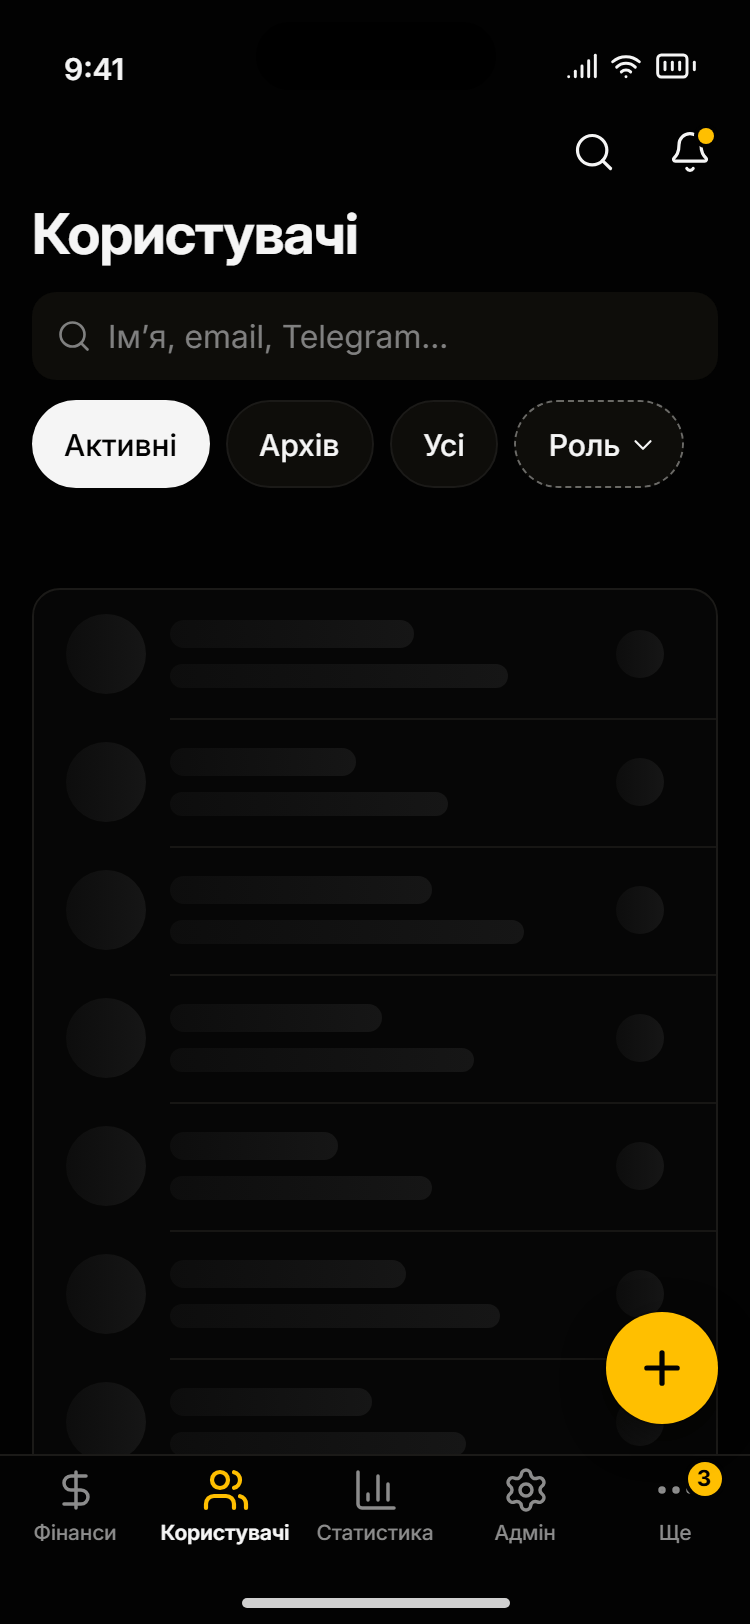 9:41
Користувачі
Ім’я, email, Telegram...
Активні
Архів
Усі
Роль
3
Фінанси
Користувачі
Статистика
Адмін
Ще